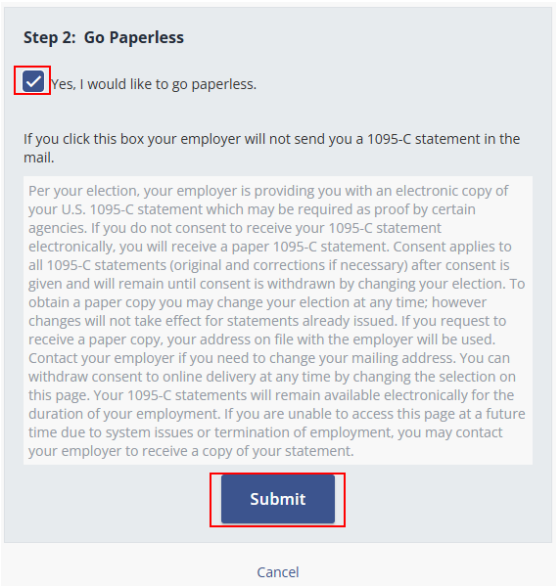 Step 2: Go Paperless
Yes, I would like to go paperless.
If you click this box your employer will not send you a 1095-C statement in the
mail.
Per your election, your employer is providing you with an electronic copy of
your U.S. 1095-C statement which may be required as proof by certain
agencies. If you do not consent to receive your 1095-C statement
electronically, you will receive a paper 1095-C statement. Consent applies to
all 1095-C statements (original and corrections if necessary) after consent is
given and will remain until consent is withdrawn by changing your election. To
obtain a paper copy you may change your election at any time; however
changes will not take effect for statements already issued. If you request to
receive a paper copy, your address on file with the employer will be used.
Contact your employer if you need to change your mailing address. You can
withdraw consent to online delivery at any time by changing the selection on
this page. Your 1095-C statements will remain available electronically for the
duration of your employment. If you are unable to access this page at a future
time due to system issues or termination of employment, you may contact
your employer to receive a copy of your statement.
Submit
Cancel